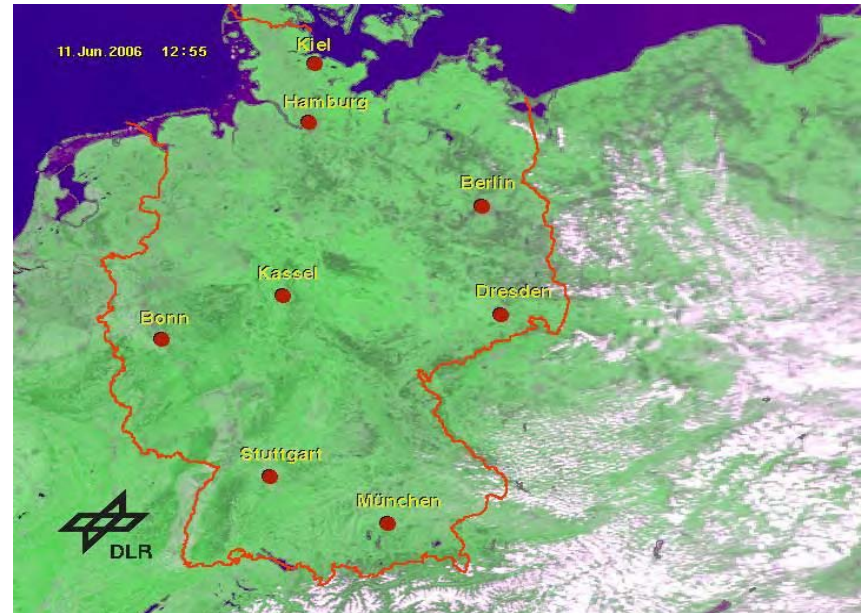 11.Jun.2006 12:55
Kiel
Hamburg
Berlin
Kassel
Dresden
Bonn
Stuttgart
München
DLR